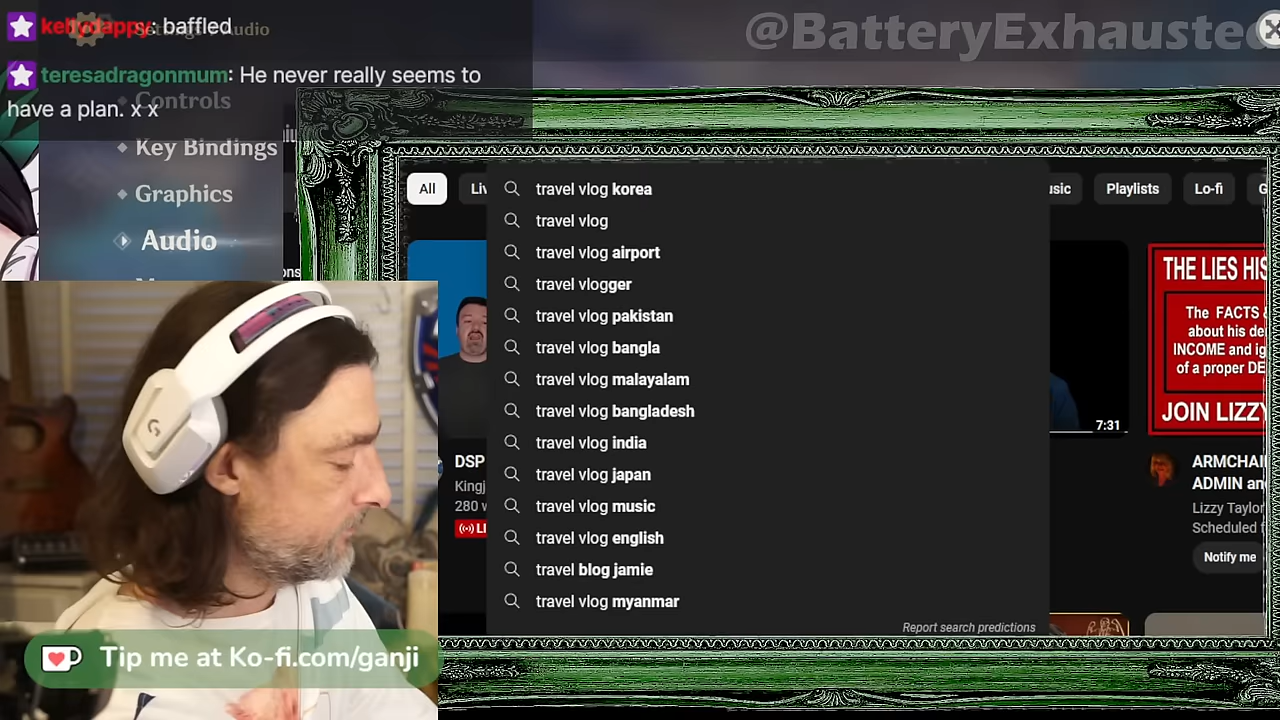 kellydappy: baffled
Settings / Audio
@BatteryExhausted
teresadragonmum: He never really seems to
have a plan. x x
Controls
Key Bindings
Graphics
Audio
All
Playlists
Lo-fi
travel vlog korea
travel vlog
travel vlog airport
travel vlogger
travel vlog pakistan
travel vlog bangla
travel vlog malayalam
travel vlog bangladesh
travel vlog india
travel vlog japan
travel vlog music
travel vlog english
travel blog jamie
travel vlog myanmar
Report search predictions
7:31
THE LIES HIS
The FACTS &
about his de
INCOME and ig
of a proper DE
JOIN LIZZY
DSP
Kingj
280 w
LI
ARMCHAI
ADMIN an
Lizzy Taylor
Scheduled f
Notify me
Tip me at Ko-fi.com/ganji